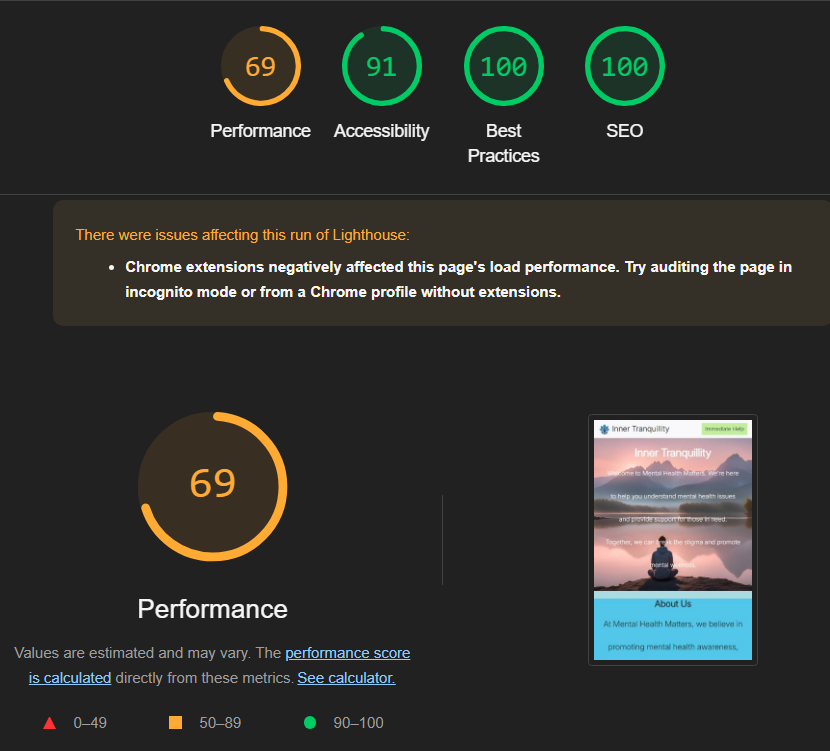 69
91
100
100
Performance
Accessibility
Best
Practices
SEO
There were issues affecting this run of Lighthouse:
• Chrome extensions negatively affected this page's load performance. Try auditing the page in
incognito mode or from a Chrome profile without extensions.
69
Performance
Values are estimated and may vary. The performance score
is calculated directly from these metrics. See calculator.
0–49
50–89
90–100
Inner Tranquillity
Immediate Help
Inner Tranquillity
Welcome to Mental Health Matters. We're here
to help you understand mental health issues
and provide support for those in need.
Together, we can break the stigma and promote
mental wellness.
About Us
At Mental Health Matters, we believe in
promoting mental health awareness,